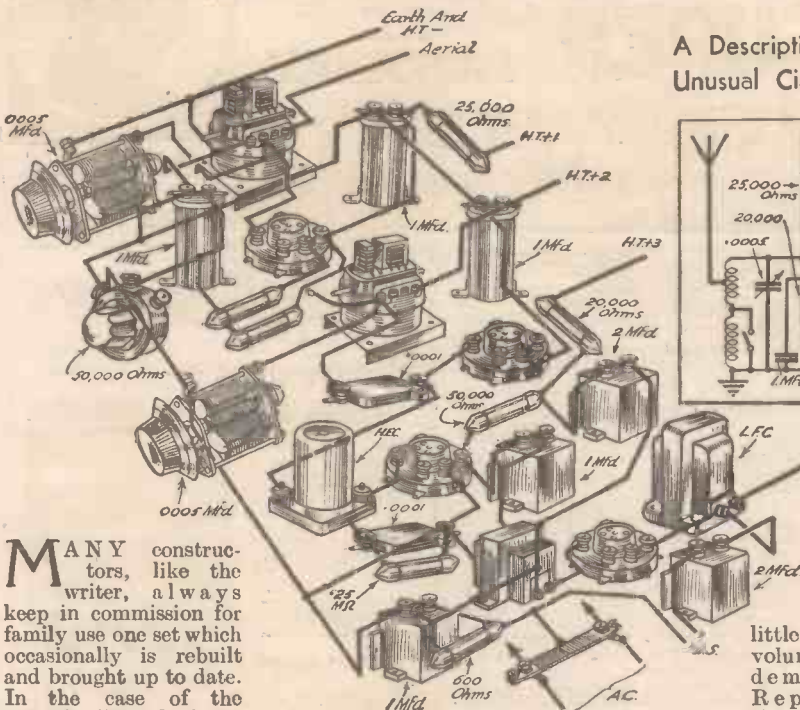 Earth And
H.T –
Aerial
A Descripti
Unusual Ci
.0005
Mfd
25,000
Ohms.
H.T.+1
H.T.+2
1 Mfd.
1 Mfd
1 Mfd
H.T.+3
25,000
Ohms
20,000
.0005
1.Mf
50,000 Ohms
20,000
Ohms
2 Mfd
.0001
50,000
Ohms
H.F.C.
1 Mfd
L.F.C
.0005 Mfd
.0001
.25
MΩ
2 Mfd
.S.
600
Ohms
1 Mfd
A.C.
MANY construc-
tors, like the
writer, always
keep in commission for
family use one set which
occasionally is rebuilt
and brought up to date.
In the case of the
little
volun
dem
Rep